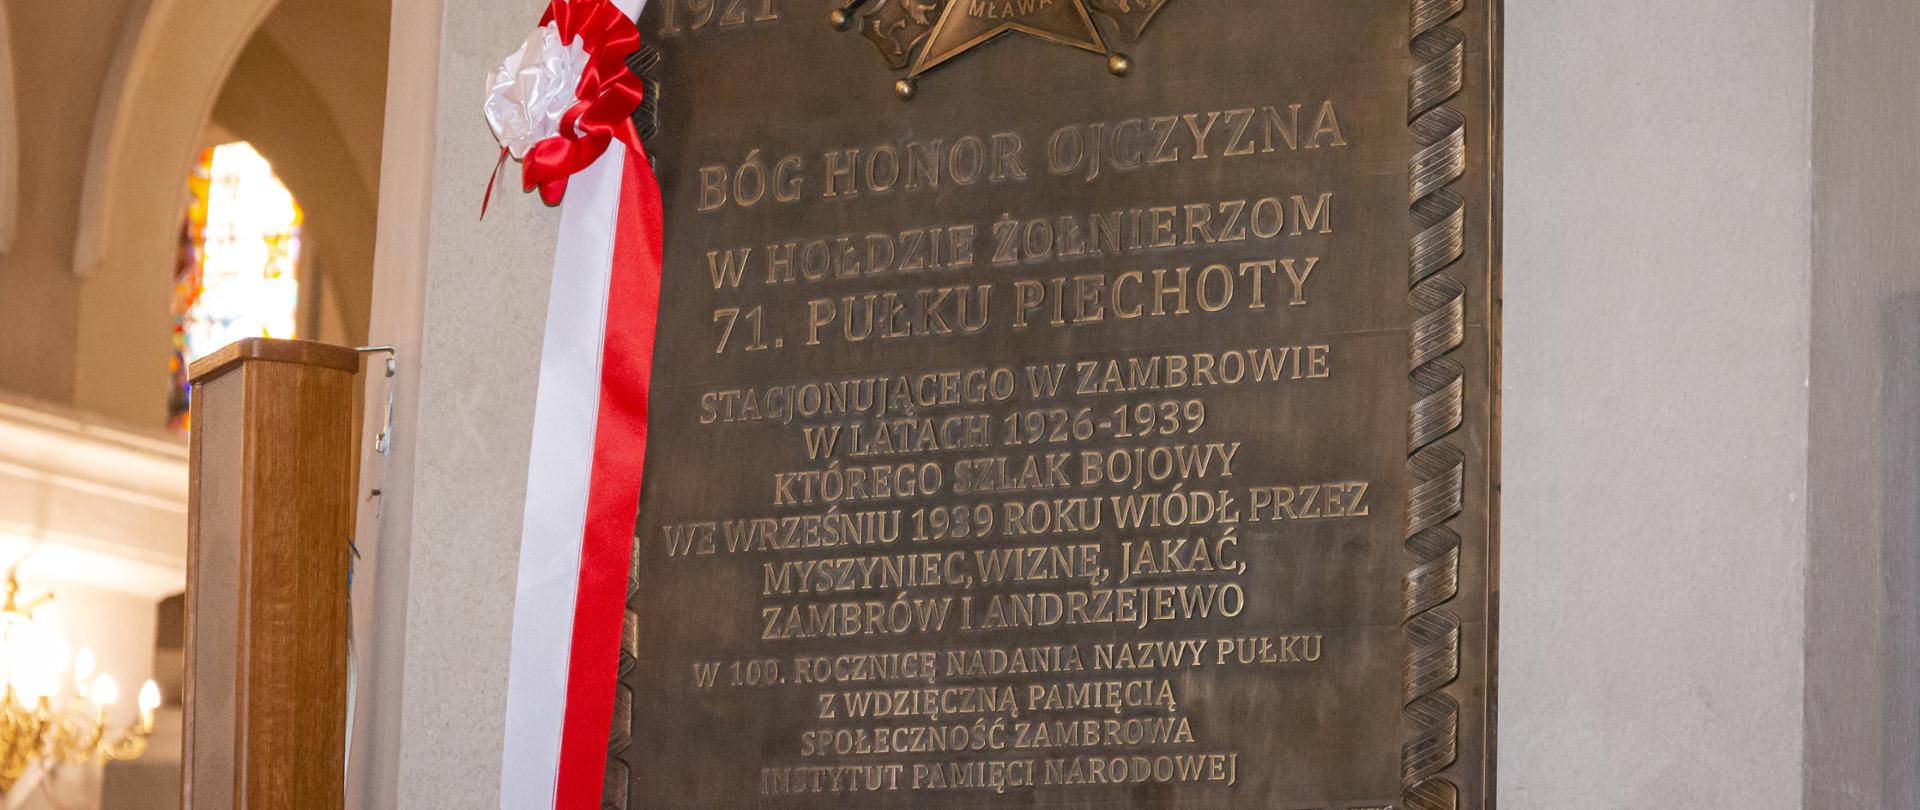 1921
MŁAWA
BÓG HONOR OJCZYZNA
W HOŁDZIE ŻOŁNIERZOM
71. PUŁKU PIECHOTY
STACJONUJĄCEGO W ZAMBROWIE
W LATACH 1926-1939
KTÓREGO SZLAK BOJOWY
WE WRZEŚNIU 1939 ROKU WIÓDŁ PRZEZ
MYSZYNIEC, WIZNĘ, JAKAĆ,
ZAMBRÓW I ANDRZEJEWO
W 100. ROCZNICĘ NADANIA NAZWY PUŁKU
Z WDZIĘCZNĄ PAMIĘCIĄ
SPOŁECZNOŚĆ ZAMBROWA
INSTYTUT PAMIĘCI NARODOWEJ